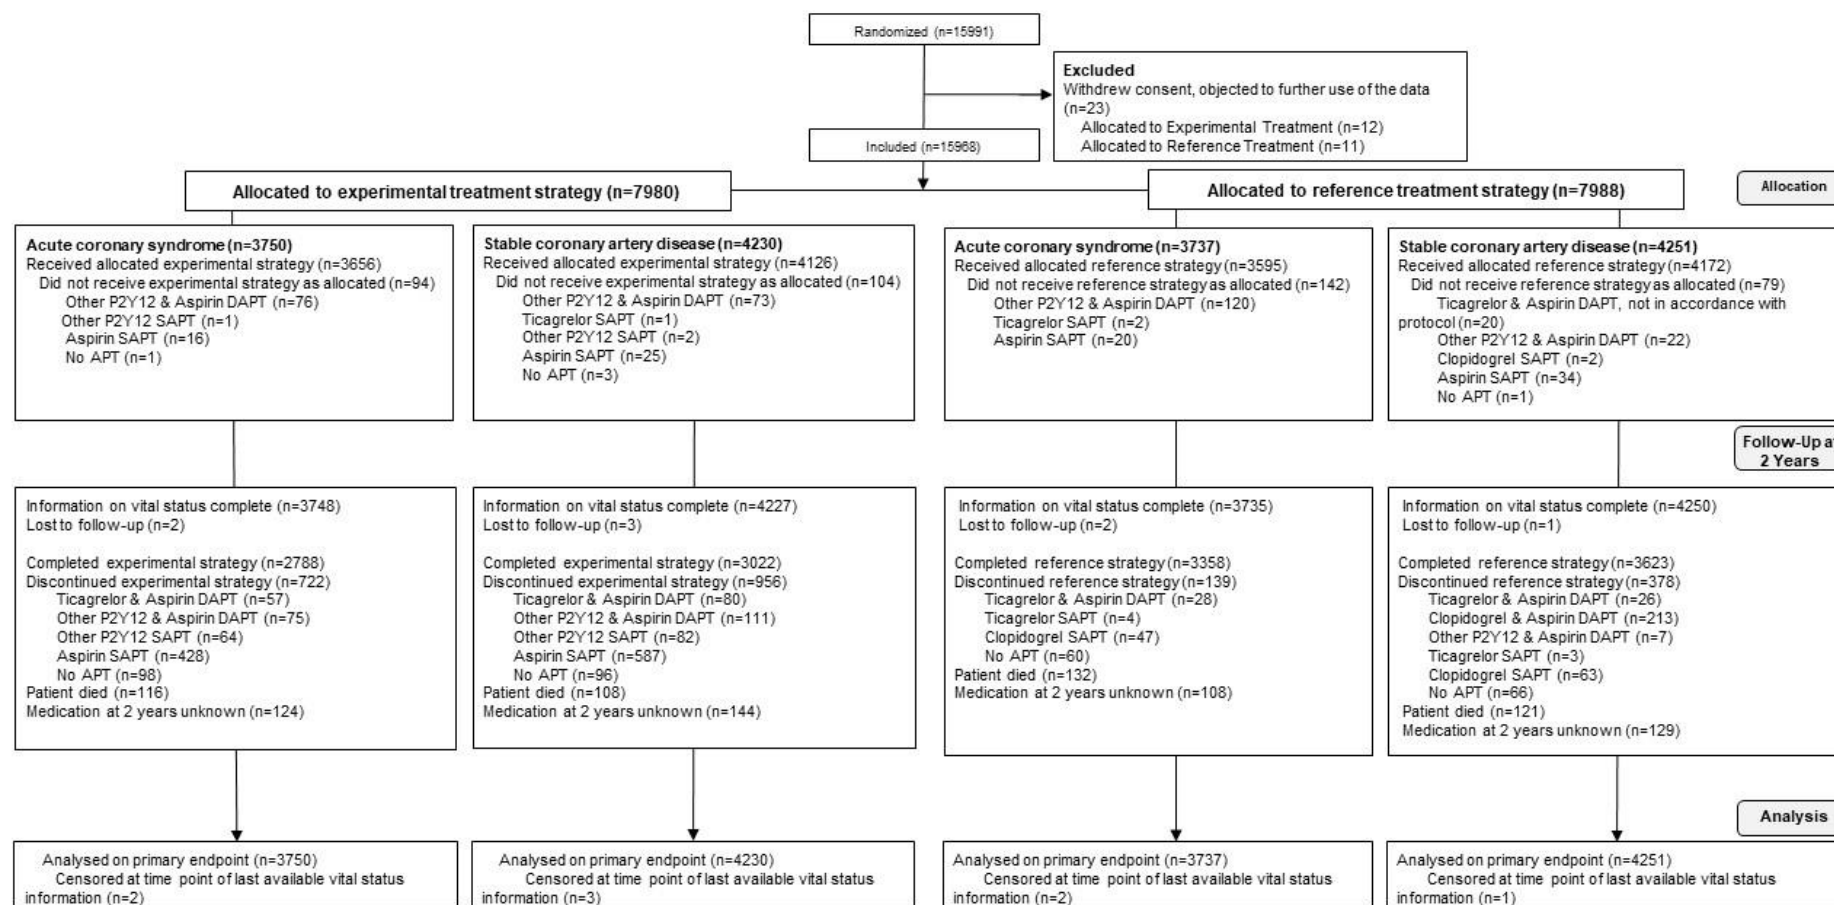 Randomized (n=15991)
Excluded
Withdrew consent, objected to further use of the data
(n=23)
Allocated to Experimental Treatment (n=12)
Allocated to Reference Treatment (n=11)
Included (n=15968)
Allocated to experimental treatment strategy (n=7980)
Allocated to reference treatment strategy (n=7988)
Allocation
Acute coronary syndrome (n=3750)
Received allocated experimental strategy (n=3656)
Did not receive experimental strategy as allocated (n=94)
Other P2Y12 & Aspirin DAPT (n=76)
Other P2Y12 SAPT (n=1)
Aspirin SAPT (n=16)
No APT (n=1)
Stable coronary artery disease (n=4230)
Received allocated experimental strategy (n=4126)
Did not receive experimental strategy as allocated (n=104)
Other P2Y12 & Aspirin DAPT (n=73)
Ticagrelor SAPT (n=1)
Other P2Y12 SAPT (n=2)
Aspirin SAPT (n=25)
No APT (n=3)
Acute coronary syndrome (n=3737)
Received allocated reference strategy (n=3595)
Did not receive reference strategy as allocated (n=142)
Other P2Y12 & Aspirin DAPT (n=120)
Ticagrelor SAPT (n=2)
Aspirin SAPT (n=20)
Stable coronary artery disease (n=4251)
Received allocated reference strategy (n=4172)
Did not receive reference strategy as allocated (n=79)
Ticagrelor & Aspirin DAPT, not in accordance with
protocol (n=20)
Other P2Y12 & Aspirin DAPT (n=22)
Clopidogrel SAPT (n=2)
Aspirin SAPT (n=34)
No APT (n=1)
Follow-Up a
2 Years
Information on vital status complete (n=3748)
Lost to follow-up (n=2)
Completed experimental strategy (n=2788)
Discontinued experimental strategy (n=722)
Ticagrelor & Aspirin DAPT (n=57)
Other P2Y12 & Aspirin DAPT (n=75)
Other P2Y12 SAPT (n=64)
Aspirin SAPT (n=428)
No APT (n=98)
Patient died (n=116)
Medication at 2 years unknown (n=124)
Information on vital status complete (n=4227)
Lost to follow-up (n=3)
Completed experimental strategy (n=3022)
Discontinued experimental strategy (n=956)
Ticagrelor & Aspirin DAPT (n=80)
Other P2Y12 & Aspirin DAPT (n=111)
Other P2Y12 SAPT (n=82)
Aspirin SAPT (n=587)
No APT (n=96)
Patient died (n=108)
Medication at 2 years unknown (n=144)
Information on vital status complete (n=3735)
Lost to follow-up (n=2)
Completed reference strategy (n=3358)
Discontinued reference strategy (n=139)
Ticagrelor & Aspirin DAPT (n=28)
Ticagrelor SAPT (n=4)
Clopidogrel SAPT (n=47)
No APT (n=60)
Patient died (n=132)
Medication at 2 years unknown (n=108)
Information on vital status complete (n=4250)
Lost to follow-up (n=1)
Completed reference strategy (n=3623)
Discontinued reference strategy (n=378)
Ticagrelor & Aspirin DAPT (n=26)
Clopidogrel & Aspirin DAPT (n=213)
Other P2Y12 & Aspirin DAPT (n=7)
Ticagrelor SAPT (n=3)
Clopidogrel SAPT (n=63)
No APT (n=66)
Patient died (n=121)
Medication at 2 years unknown (n=129)
Analysis
Analysed on primary endpoint (n=3750)
Censored at time point of last available vital status
information (n=2)
Analysed on primary endpoint (n=4230)
Censored at time point of last available vital status
information (n=3)
Analysed on primary endpoint (n=3737)
Censored at time point of last available vital status
information (n=2)
Analysed on primary endpoint (n=4251)
Censored at time point of last available vital status
information (n=1)